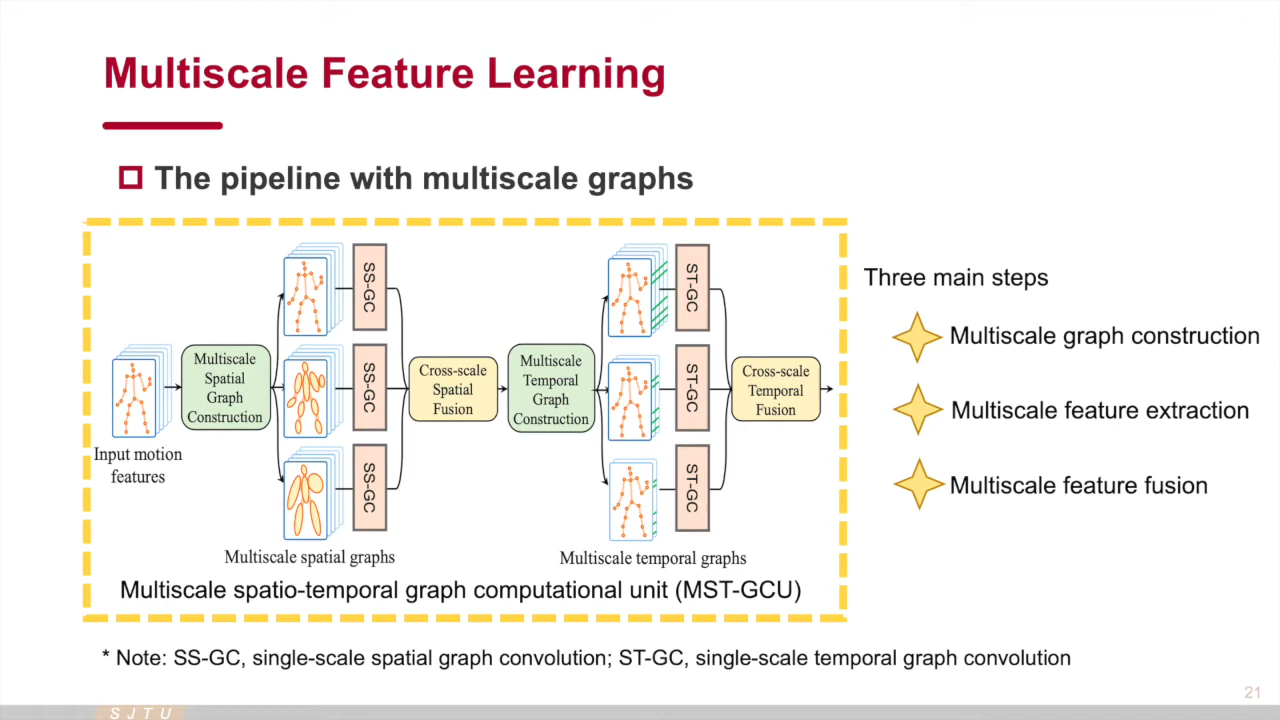 Multiscale Feature Learning
The pipeline with multiscale graphs
Input motion
features
Multiscale
Spatial
Graph
Construction
SS-GC
SS-GC
SS-GC
Multiscale spatial graphs
Cross-scale
Spatial
Fusion
Multiscale
Temporal
Graph
Construction
ST-GC
ST-GC
ST-GC
Multiscale temporal graphs
Cross-scale
Temporal
Fusion
Multiscale spatio-temporal graph computational unit (MST-GCU)
Three main steps
Multiscale graph construction
Multiscale feature extraction
Multiscale feature fusion
* Note: SS-GC, single-scale spatial graph convolution; ST-GC, single-scale temporal graph convolution
21
SJTU